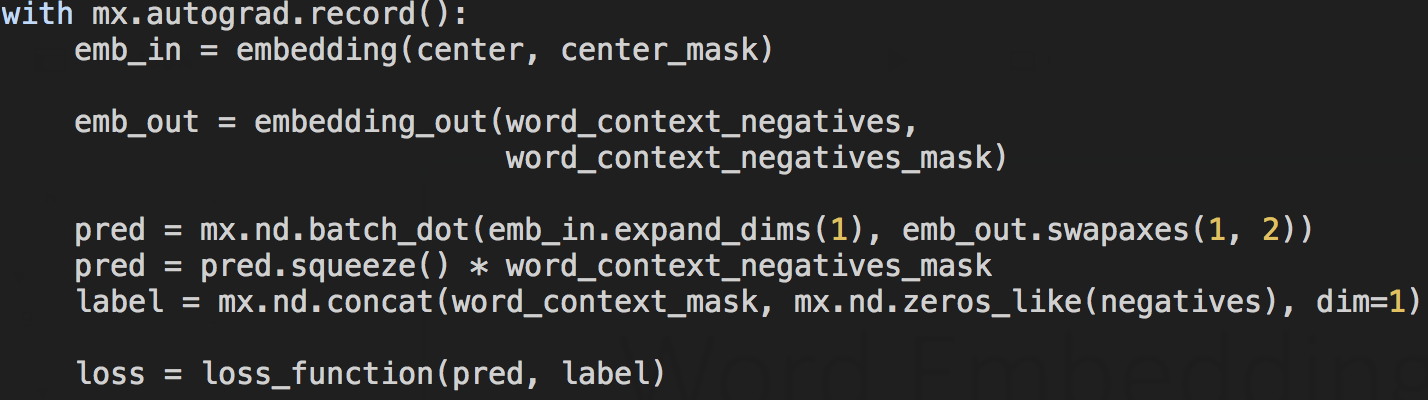 with mx.autograd.record():
    emb_in = embedding(center, center_mask)
    emb_out = embedding_out(word_context_negatives,
                            word_context_negatives_mask)
    pred = mx.nd.batch_dot(emb_in.expand_dims(1), emb_out.swapaxes(1, 2))
    pred = pred.squeeze() * word_context_negatives_mask
    label = mx.nd.concat(word_context_mask, mx.nd.zeros_like(negatives), dim=1)
    loss = loss_function(pred, label)
Word Embedding